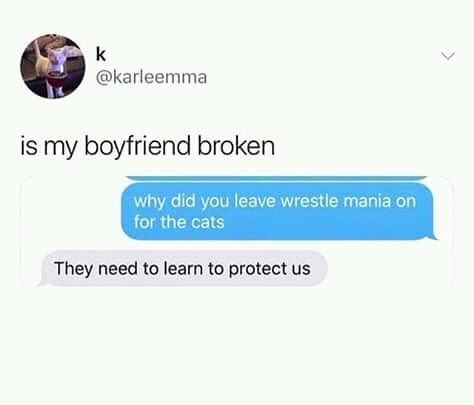 k
@karleemma
is my boyfriend broken
why did you leave wrestle mania on
for the cats
They need to learn to protect us